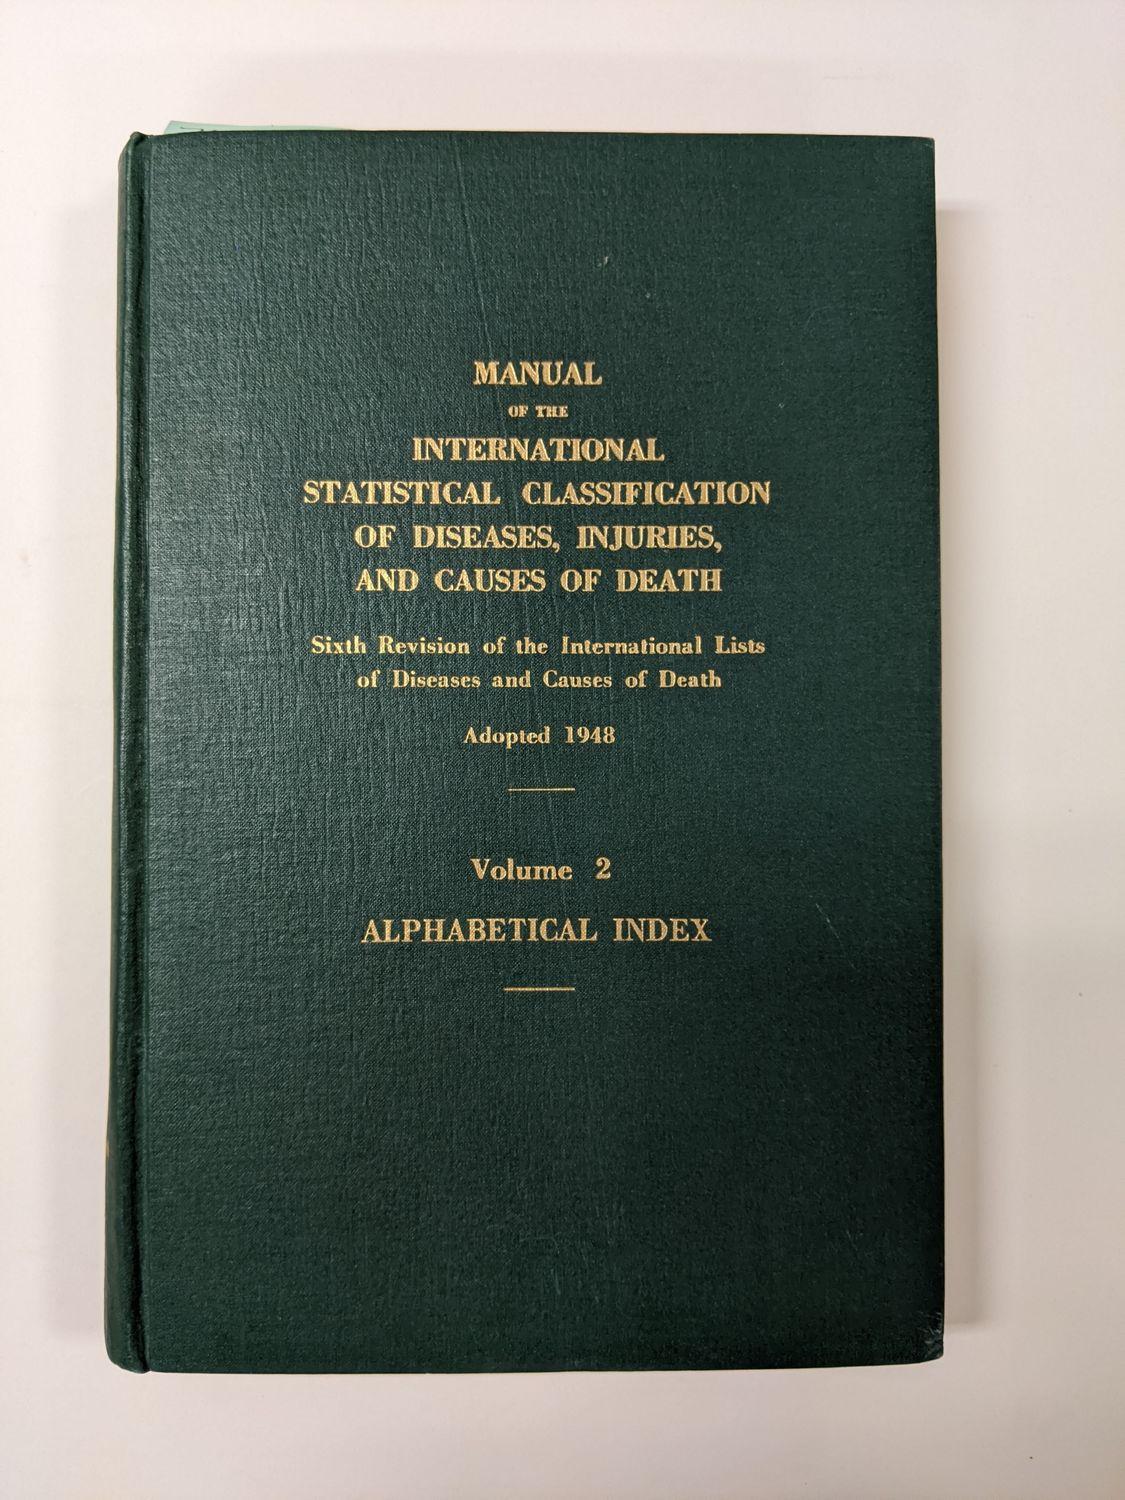 MANUAL
OF THE
INTERNATIONAL
STATISTICAL CLASSIFICATION
OF DISEASES, INJURIES,
AND CAUSES OF DEATH
Sixth Revision of the International Lists
of Diseases and Causes of Death
Adopted 1948
Volume 2
ALPHABETICAL INDEX